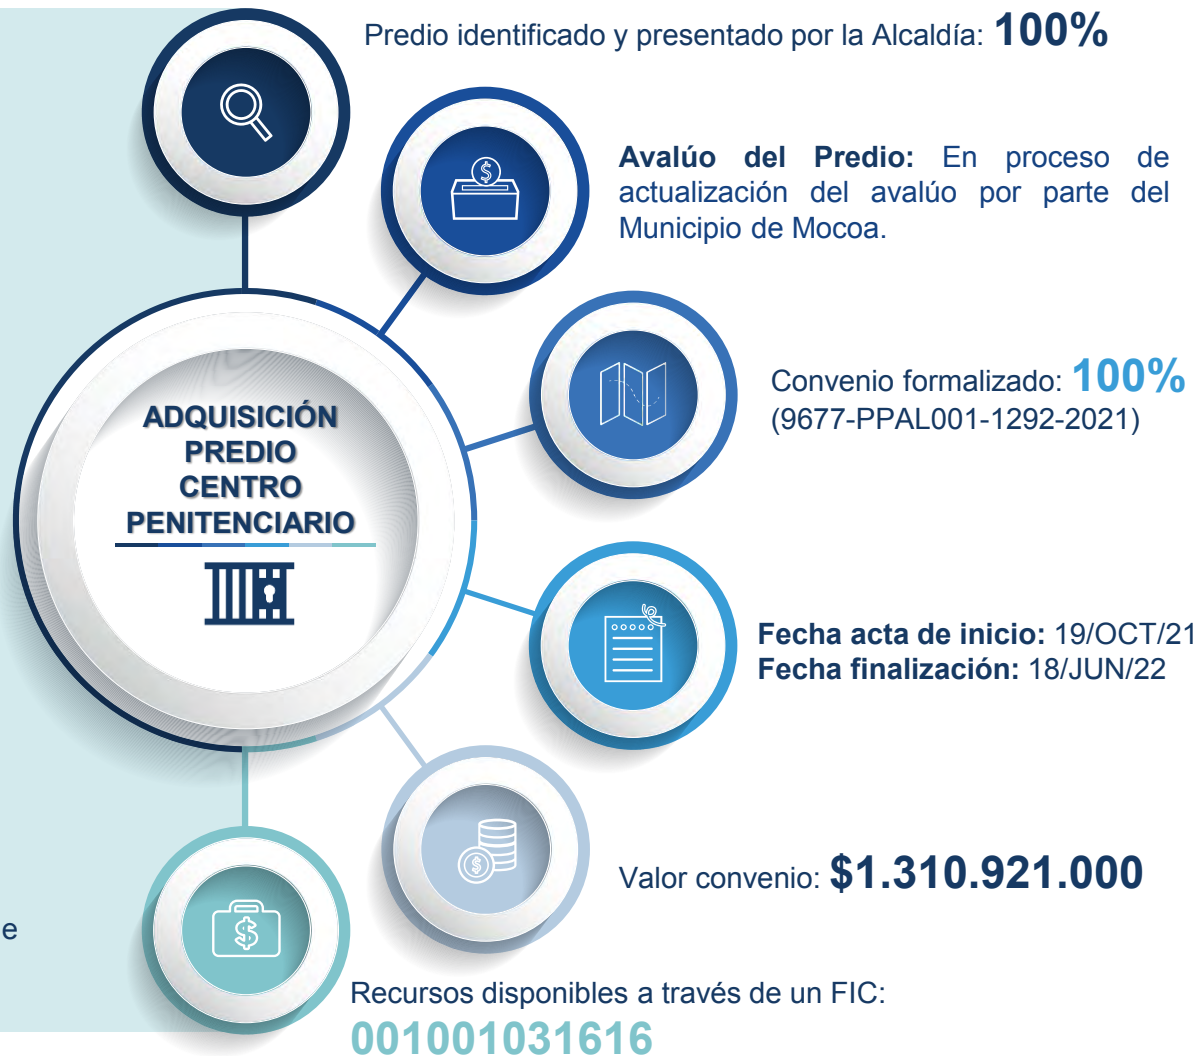 Predio identificado y presentado por la Alcaldía: 100%
Avalúo del Predio: En proceso de
actualización del avalúo por parte del
Municipio de Mocoa.
Convenio formalizado: 100%
(9677-PPAL001-1292-2021)
ADQUISICIÓN
PREDIO
CENTRO
PENITENCIARIO
Fecha acta de inicio: 19/OCT/21
Fecha finalización: 18/JUN/22
Valor convenio: $1.310.921.000
e
Recursos disponibles a través de un FIC:
001001031616